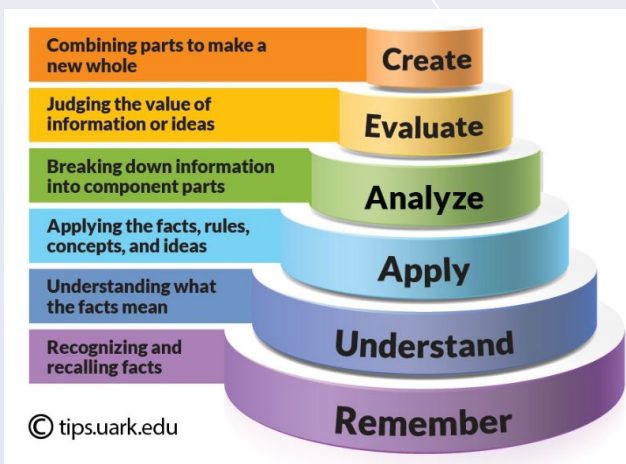 Combining parts to make a
new whole
Create
Judging the value of
information or ideas
Evaluate
Breaking down information
into component parts
Analyze
Applying the facts, rules,
concepts, and ideas
Apply
Understanding what
the facts mean
Understand
Recognizing and
recalling facts
Remember
© tips.uark.edu